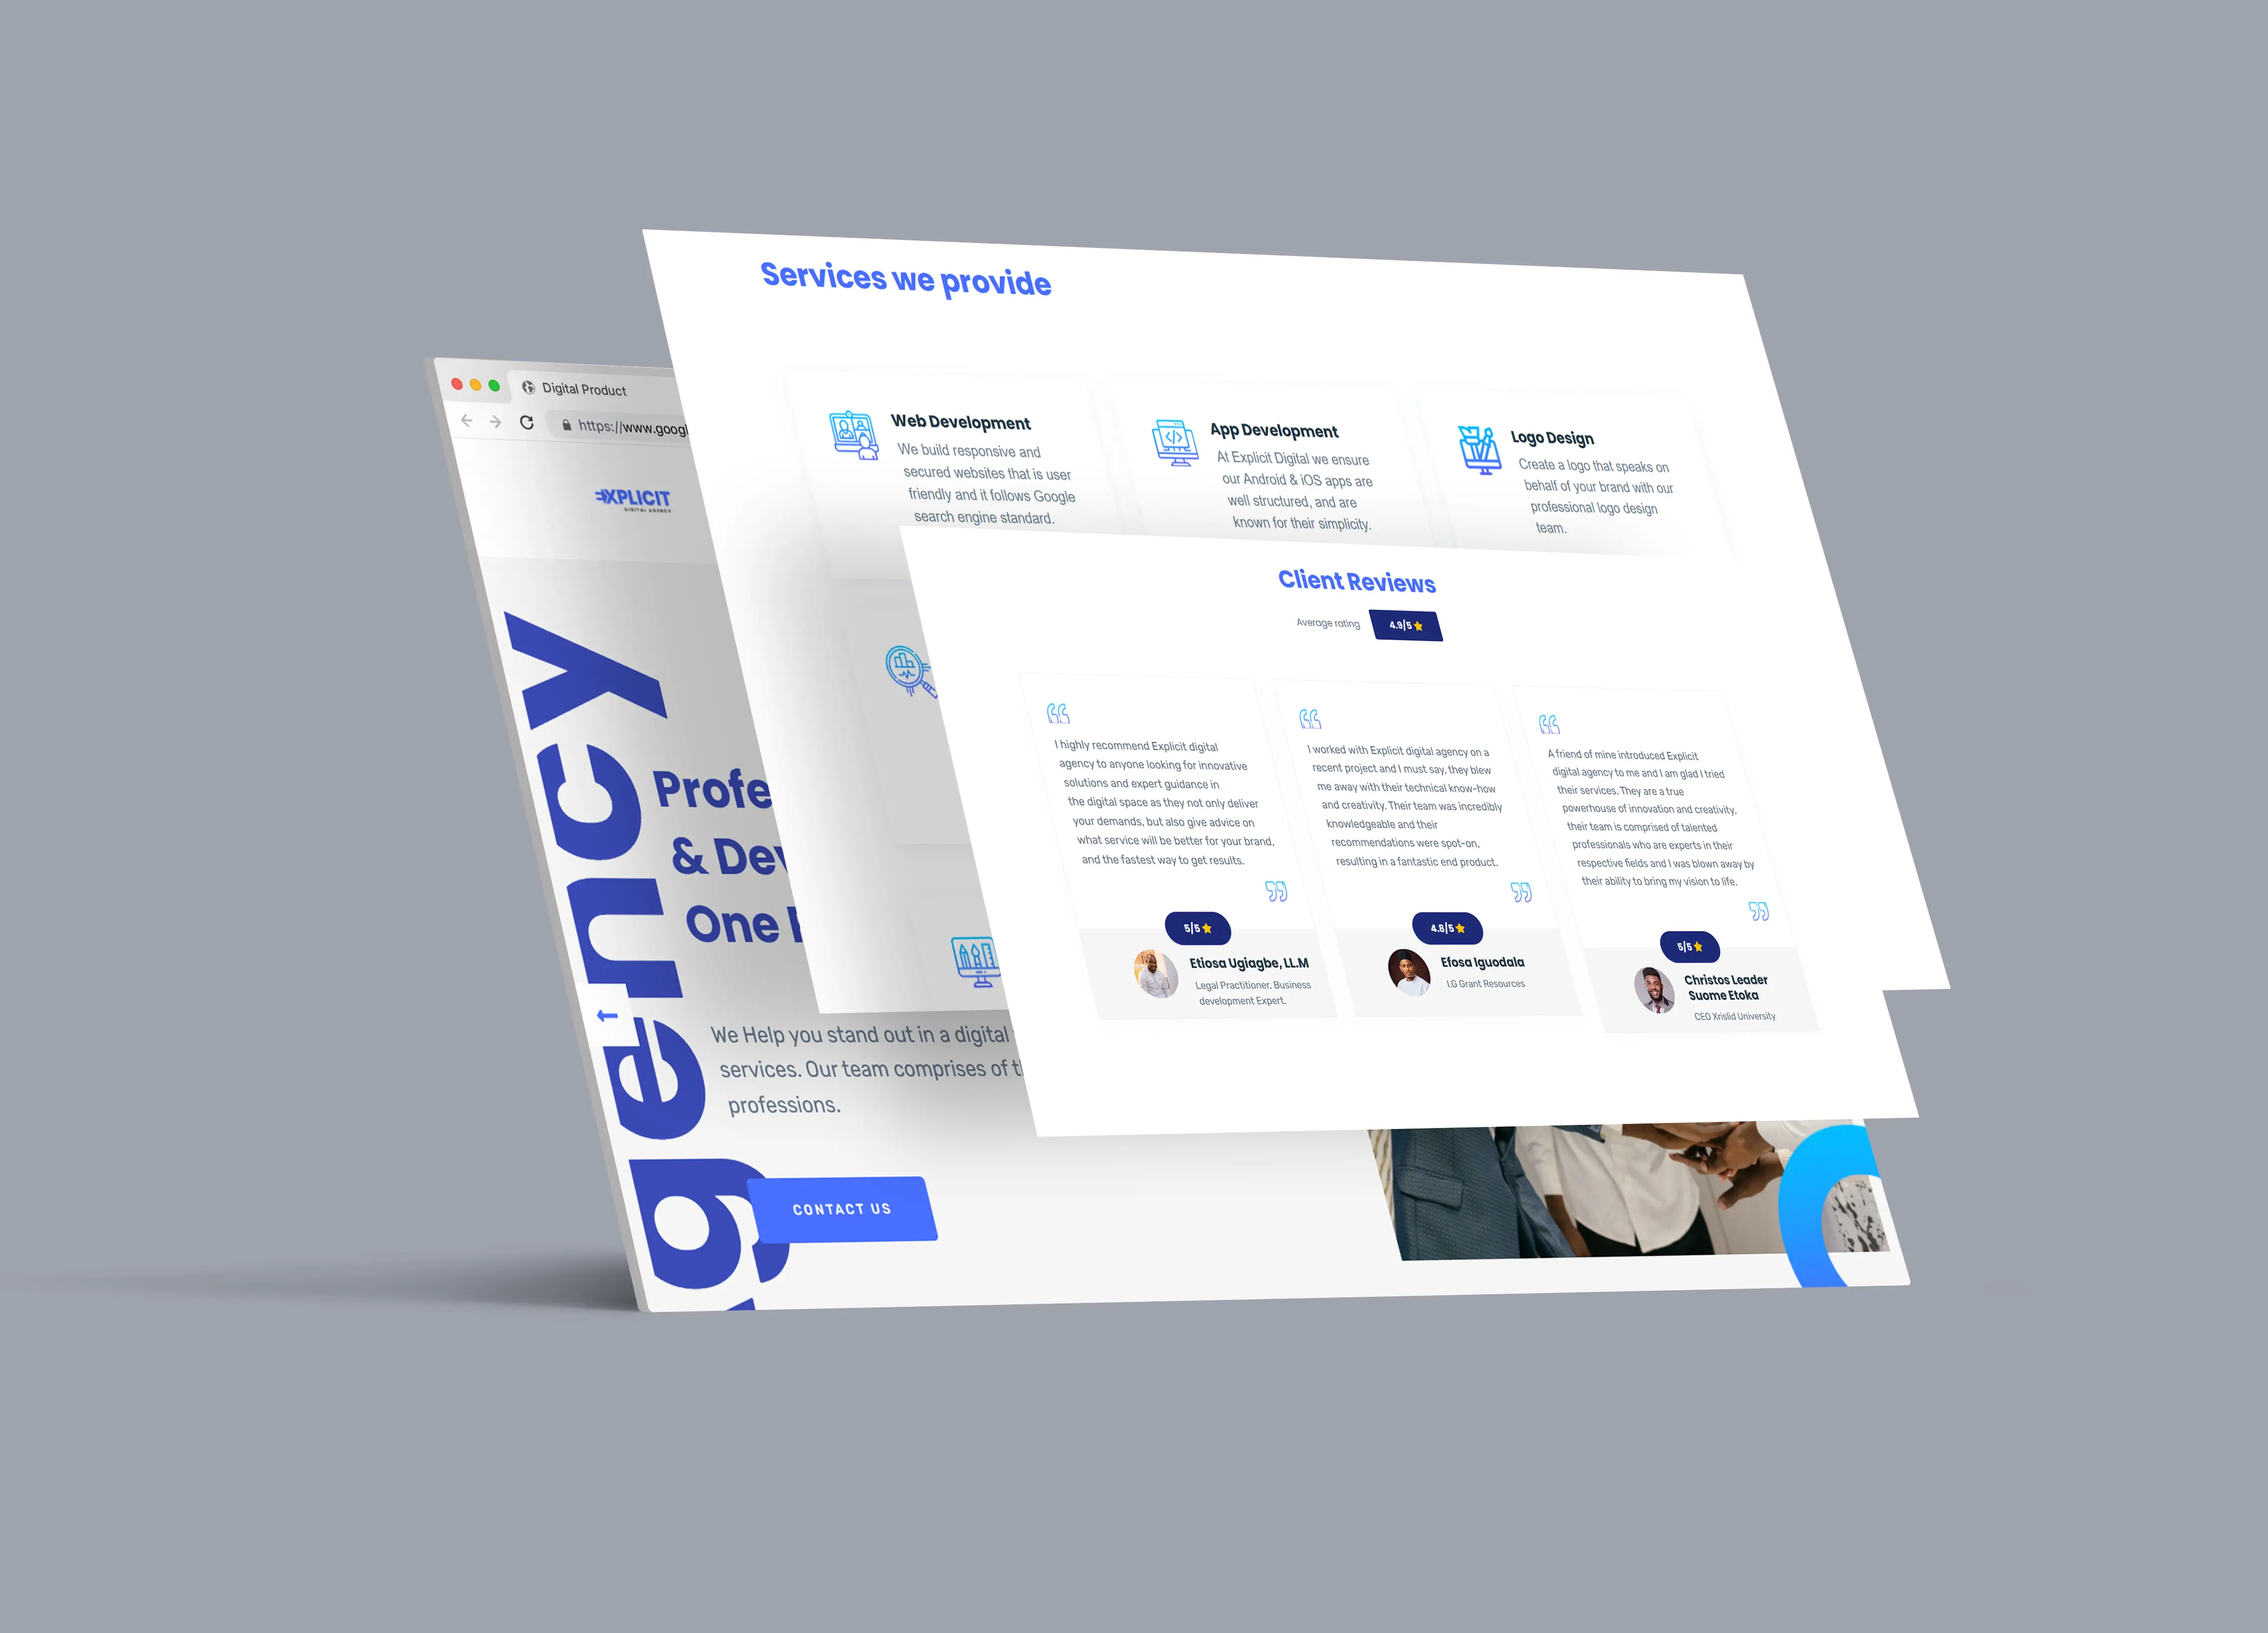 Services we provide
Web Development
We build responsive and
secured websites that is user
friendly and it follows Google
search engine standard.
App Development
At Explicit Digital we ensure
our Android & iOS apps are
well structured, and are
known for their simplicity.
Logo Design
Create a logo that speaks on
behalf of your brand with our
professional logo design
team.
Digital Product
https://www.googl
EXPLICIT
DIGITAL AGENCY
gency
Profe
& Dev
One
We Help you stand out in a digital
services. Our team comprises of t
professions.
CONTACT US
Client Reviews
Average rating 4.9/5
I highly recommend Explicit digital
agency to anyone looking for innovative
solutions and expert guidance in
the digital space as they not only deliver
your demands, but also give advice on
what service will be better for your brand,
and the fastest way to get results.
5/5
Etiosa Ugiagbe, LL.M
Legal Practitioner, Business
development Expert.
I worked with Explicit digital agency on a
recent project and I must say, they blew
me away with their technical know-how
and creativity. Their team was incredibly
knowledgeable and their
recommendations were spot-on,
resulting in a fantastic end product.
4.8/5
Efosa Iguodala
I.G Grant Resources
A friend of mine introduced Explicit
digital agency to me and I am glad I tried
their services. They are a true
powerhouse of innovation and creativity,
their team is comprised of talented
professionals who are experts in their
respective fields and I was blown away by
their ability to bring my vision to life.
5/5
Christos Leader
Suome Etoka
CEO Xrislid University